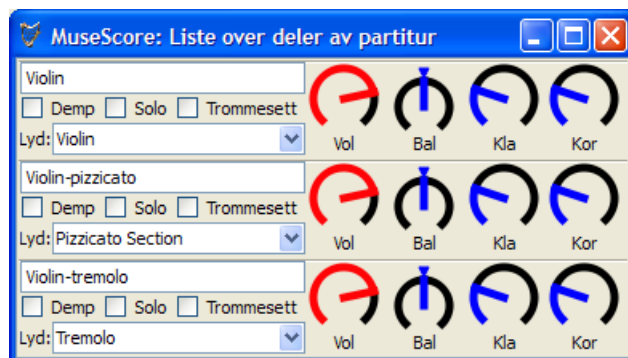 MuseScore: Liste over deler av partitur
Violin
Demp Solo Trommesett
Lyd: Violin
Vol Bal Kla Kor
Violin-pizzicato
Demp Solo Trommesett
Lyd: Pizzicato Section
Vol Bal Kla Kor
Violin-tremolo
Demp Solo Trommesett
Lyd: Tremolo
Vol Bal Kla Kor